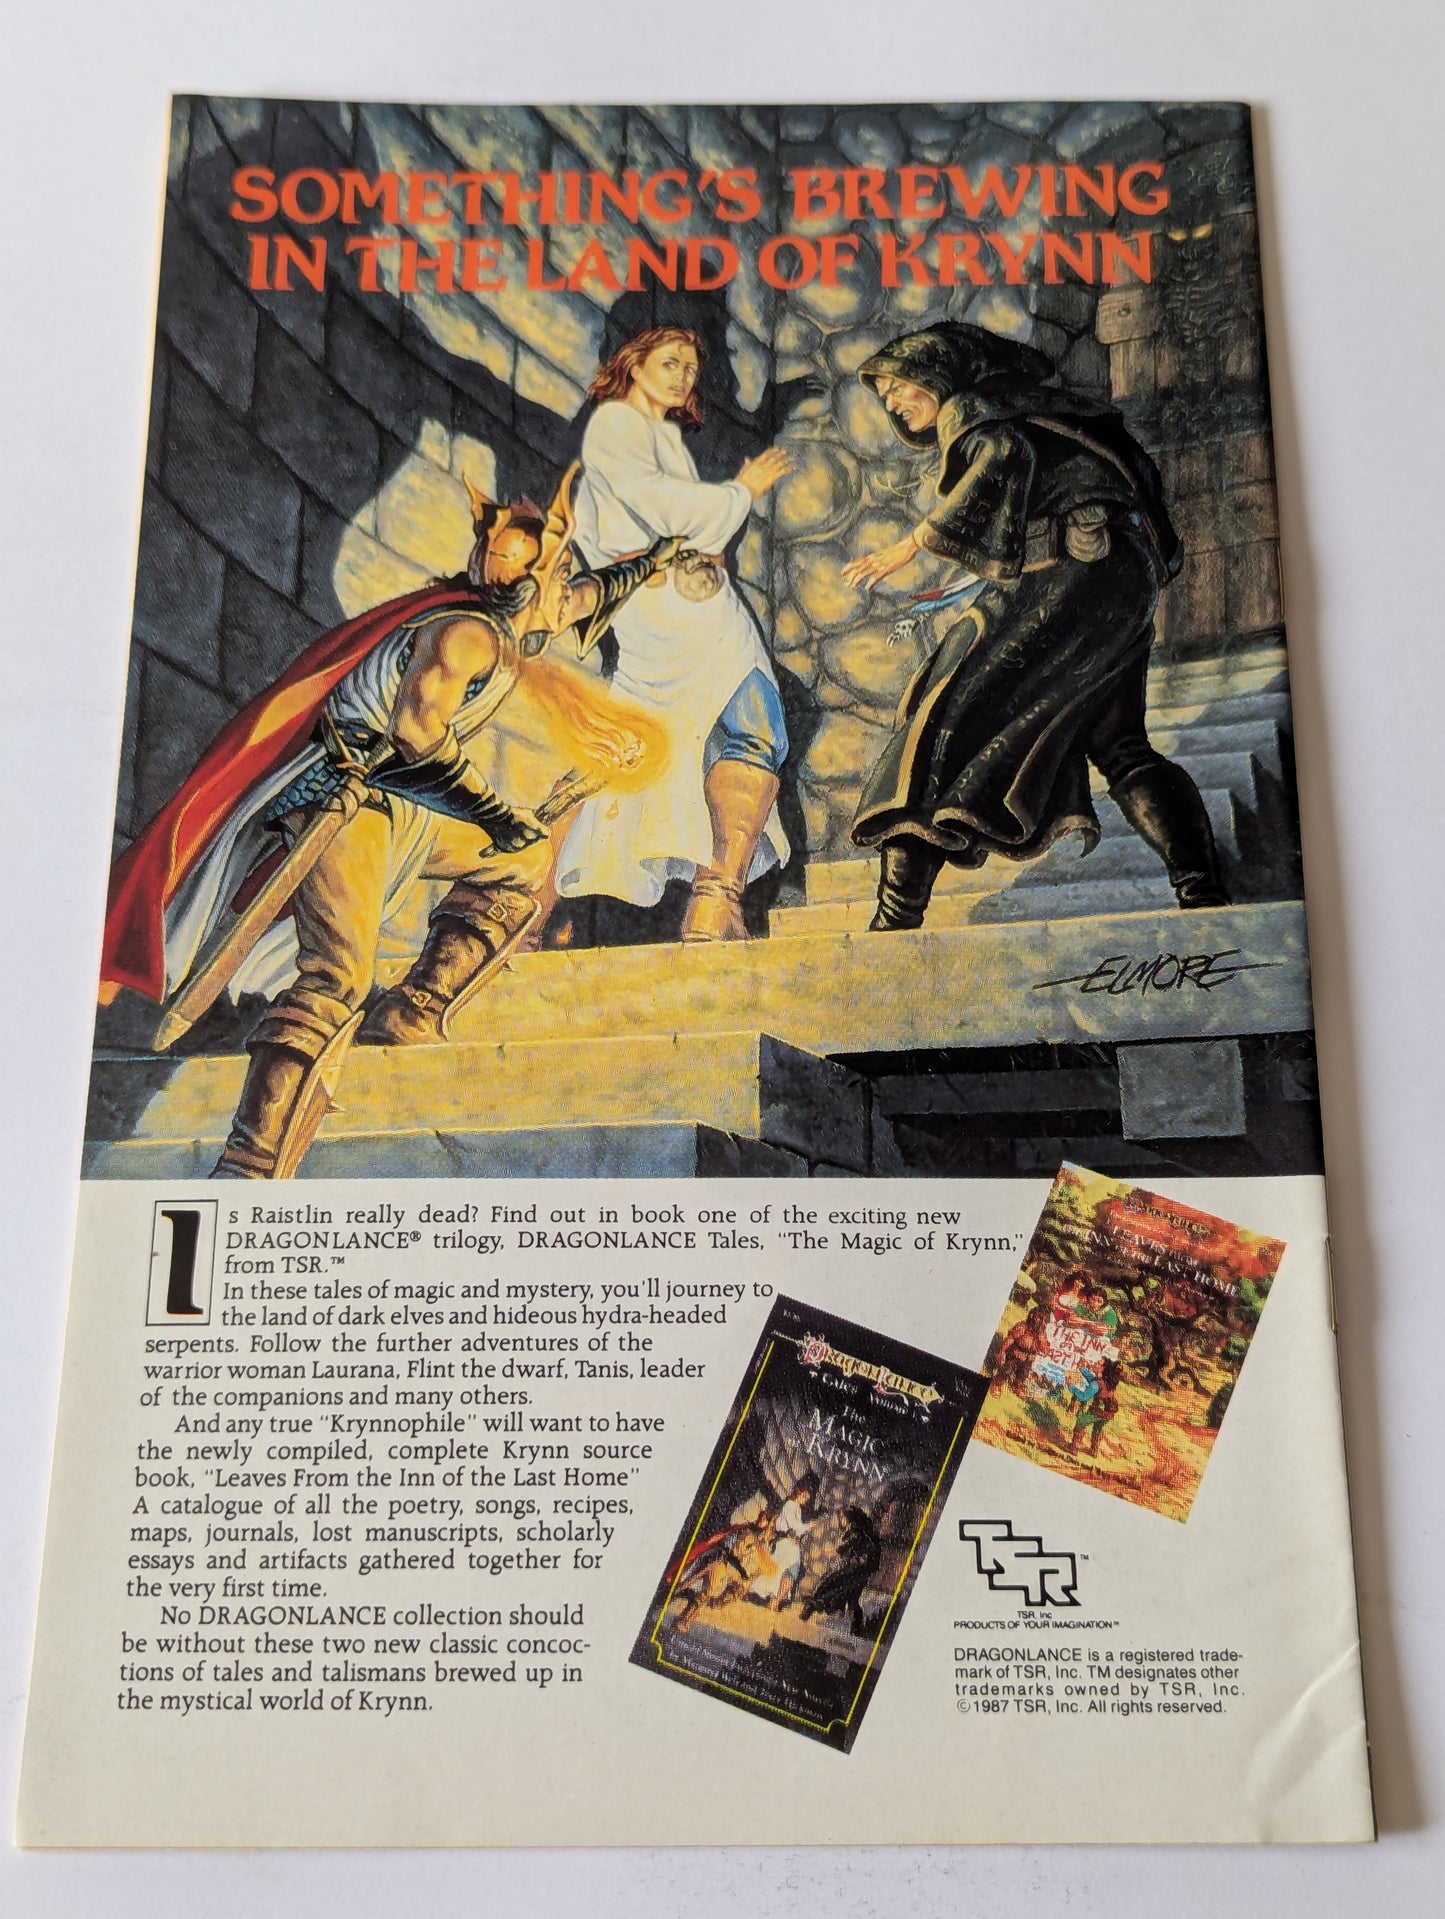 SOMETHING'S BREWING
IN THE LAND OF KRYNN
ELMORE
Is Raistlin really dead? Find out in book one of the exciting new
DRAGONLANCE® trilogy, DRAGONLANCE Tales, "The Magic of Krynn,"
from TSR.™
In these tales of magic and mystery, you'll journey to
the land of dark elves and hideous hydra-headed
serpents. Follow the further adventures of the
warrior woman Laurana, Flint the dwarf, Tanis, leader
of the companions and many others.
And any true "Krynnophile" will want to have
the newly compiled, complete Krynn source
book, "Leaves From the Inn of the Last Home"
A catalogue of all the poetry, songs, recipes,
maps, journals, lost manuscripts, scholarly
essays and artifacts gathered together for
the very first time.
No DRAGONLANCE collection should
be without these two new classic concoc-
tions of tales and talismans brewed up in
the mystical world of Krynn.
DragonLance
Tales Volume 1
The
MAGIC
of
KRYNN
THE INN
TSR™
TSR, Inc
PRODUCTS OF YOUR IMAGINATION™
DRAGONLANCE is a registered trade-
mark of TSR, Inc. TM designates other
trademarks owned by TSR, Inc.
©1987 TSR, Inc. All rights reserved.